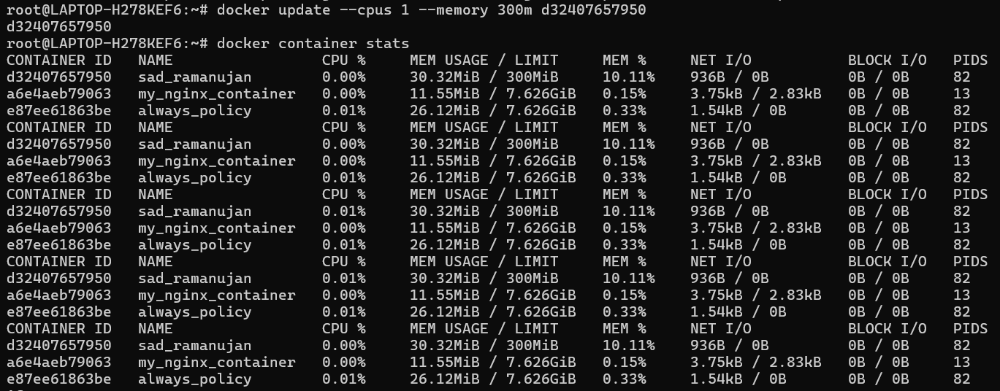 root@LAPTOP-H278KEF6:~# docker update --cpus 1 --memory 300m d32407657950
d32407657950
root@LAPTOP-H278KEF6:~# docker container stats
CONTAINER ID   NAME                 CPU %     MEM USAGE / LIMIT     MEM %     NET I/O           BLOCK I/O   PIDS
d32407657950   sad_ramanujan        0.00%     30.32MiB / 300MiB     10.11%    936B / 0B         0B / 0B     82
a6e4aeb79063   my_nginx_container   0.00%     11.55MiB / 7.626GiB   0.15%     3.75kB / 2.83kB   0B / 0B     13
e87ee61863be   always_policy        0.01%     26.12MiB / 7.626GiB   0.33%     1.54kB / 0B       0B / 0B     82
CONTAINER ID   NAME                 CPU %     MEM USAGE / LIMIT     MEM %     NET I/O           BLOCK I/O   PIDS
d32407657950   sad_ramanujan        0.00%     30.32MiB / 300MiB     10.11%    936B / 0B         0B / 0B     82
a6e4aeb79063   my_nginx_container   0.00%     11.55MiB / 7.626GiB   0.15%     3.75kB / 2.83kB   0B / 0B     13
e87ee61863be   always_policy        0.01%     26.12MiB / 7.626GiB   0.33%     1.54kB / 0B       0B / 0B     82
CONTAINER ID   NAME                 CPU %     MEM USAGE / LIMIT     MEM %     NET I/O           BLOCK I/O   PIDS
d32407657950   sad_ramanujan        0.01%     30.32MiB / 300MiB     10.11%    936B / 0B         0B / 0B     82
a6e4aeb79063   my_nginx_container   0.00%     11.55MiB / 7.626GiB   0.15%     3.75kB / 2.83kB   0B / 0B     13
e87ee61863be   always_policy        0.01%     26.12MiB / 7.626GiB   0.33%     1.54kB / 0B       0B / 0B     82
CONTAINER ID   NAME                 CPU %     MEM USAGE / LIMIT     MEM %     NET I/O           BLOCK I/O   PIDS
d32407657950   sad_ramanujan        0.01%     30.32MiB / 300MiB     10.11%    936B / 0B         0B / 0B     82
a6e4aeb79063   my_nginx_container   0.00%     11.55MiB / 7.626GiB   0.15%     3.75kB / 2.83kB   0B / 0B     13
e87ee61863be   always_policy        0.01%     26.12MiB / 7.626GiB   0.33%     1.54kB / 0B       0B / 0B     82
CONTAINER ID   NAME                 CPU %     MEM USAGE / LIMIT     MEM %     NET I/O           BLOCK I/O   PIDS
d32407657950   sad_ramanujan        0.00%     30.32MiB / 300MiB     10.11%    936B / 0B         0B / 0B     82
a6e4aeb79063   my_nginx_container   0.00%     11.55MiB / 7.626GiB   0.15%     3.75kB / 2.83kB   0B / 0B     13
e87ee61863be   always_policy        0.01%     26.12MiB / 7.626GiB   0.33%     1.54kB / 0B       0B / 0B     82